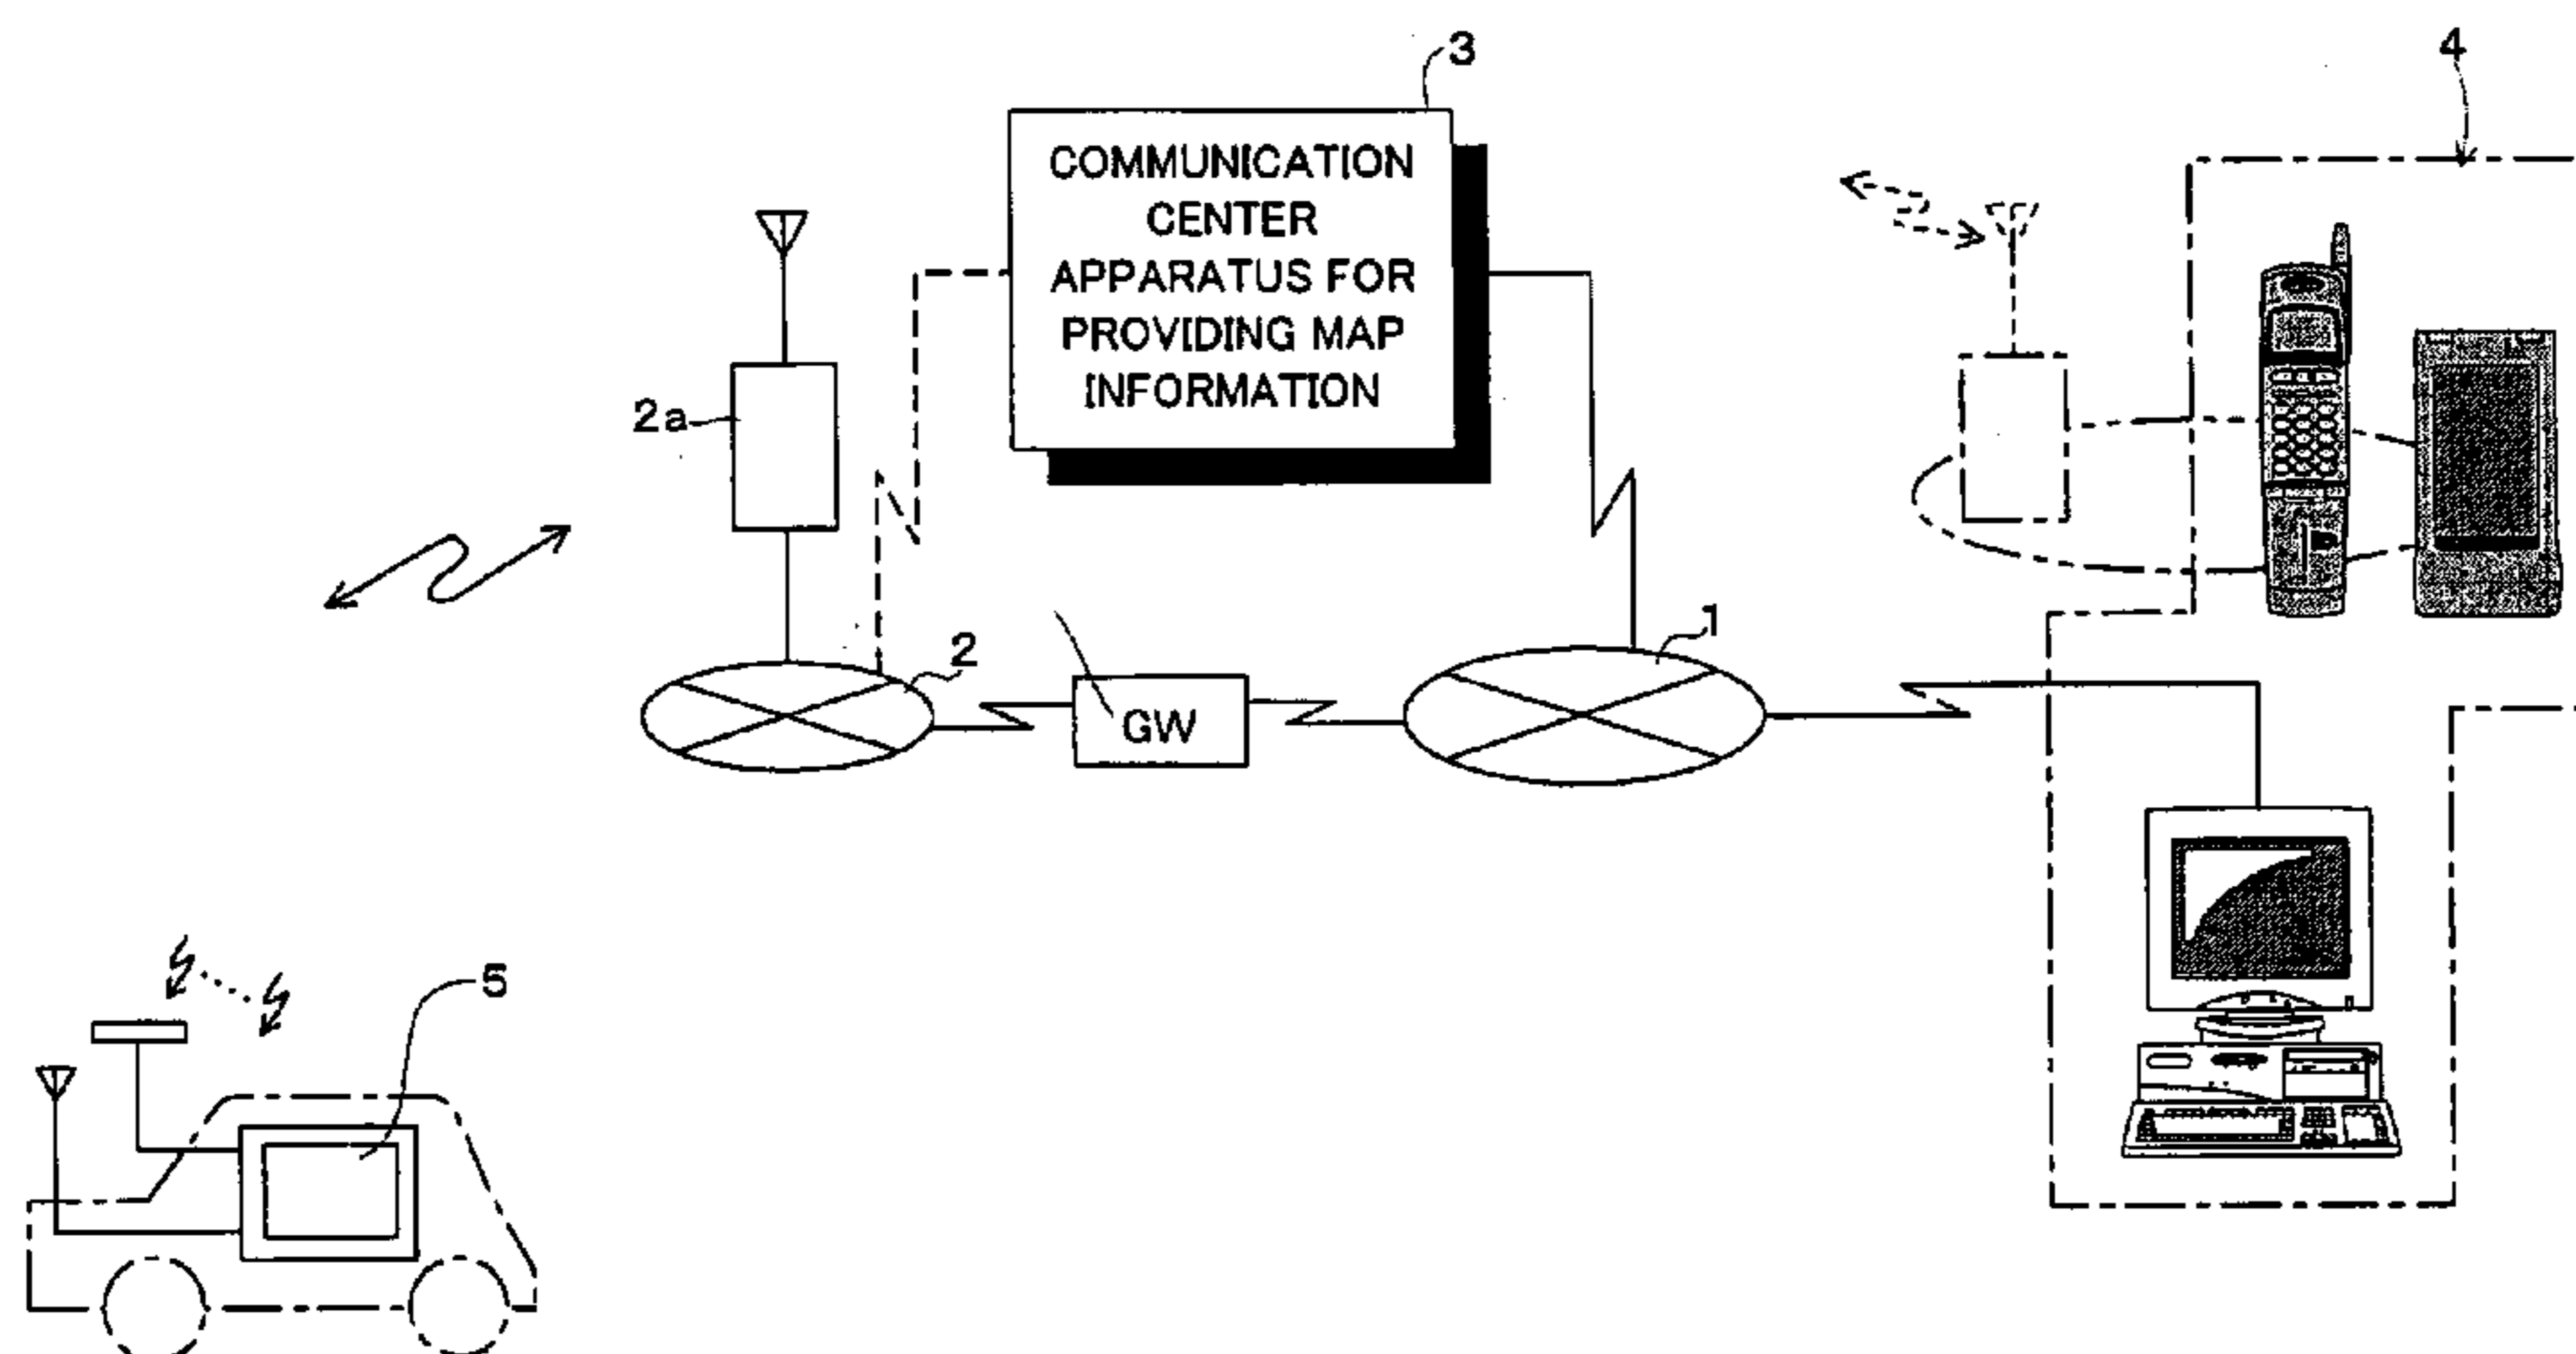 3
4
COMMUNICATION
CENTER
APPARATUS FOR
PROVIDING MAP
INFORMATION
2a
2
1
GW
5